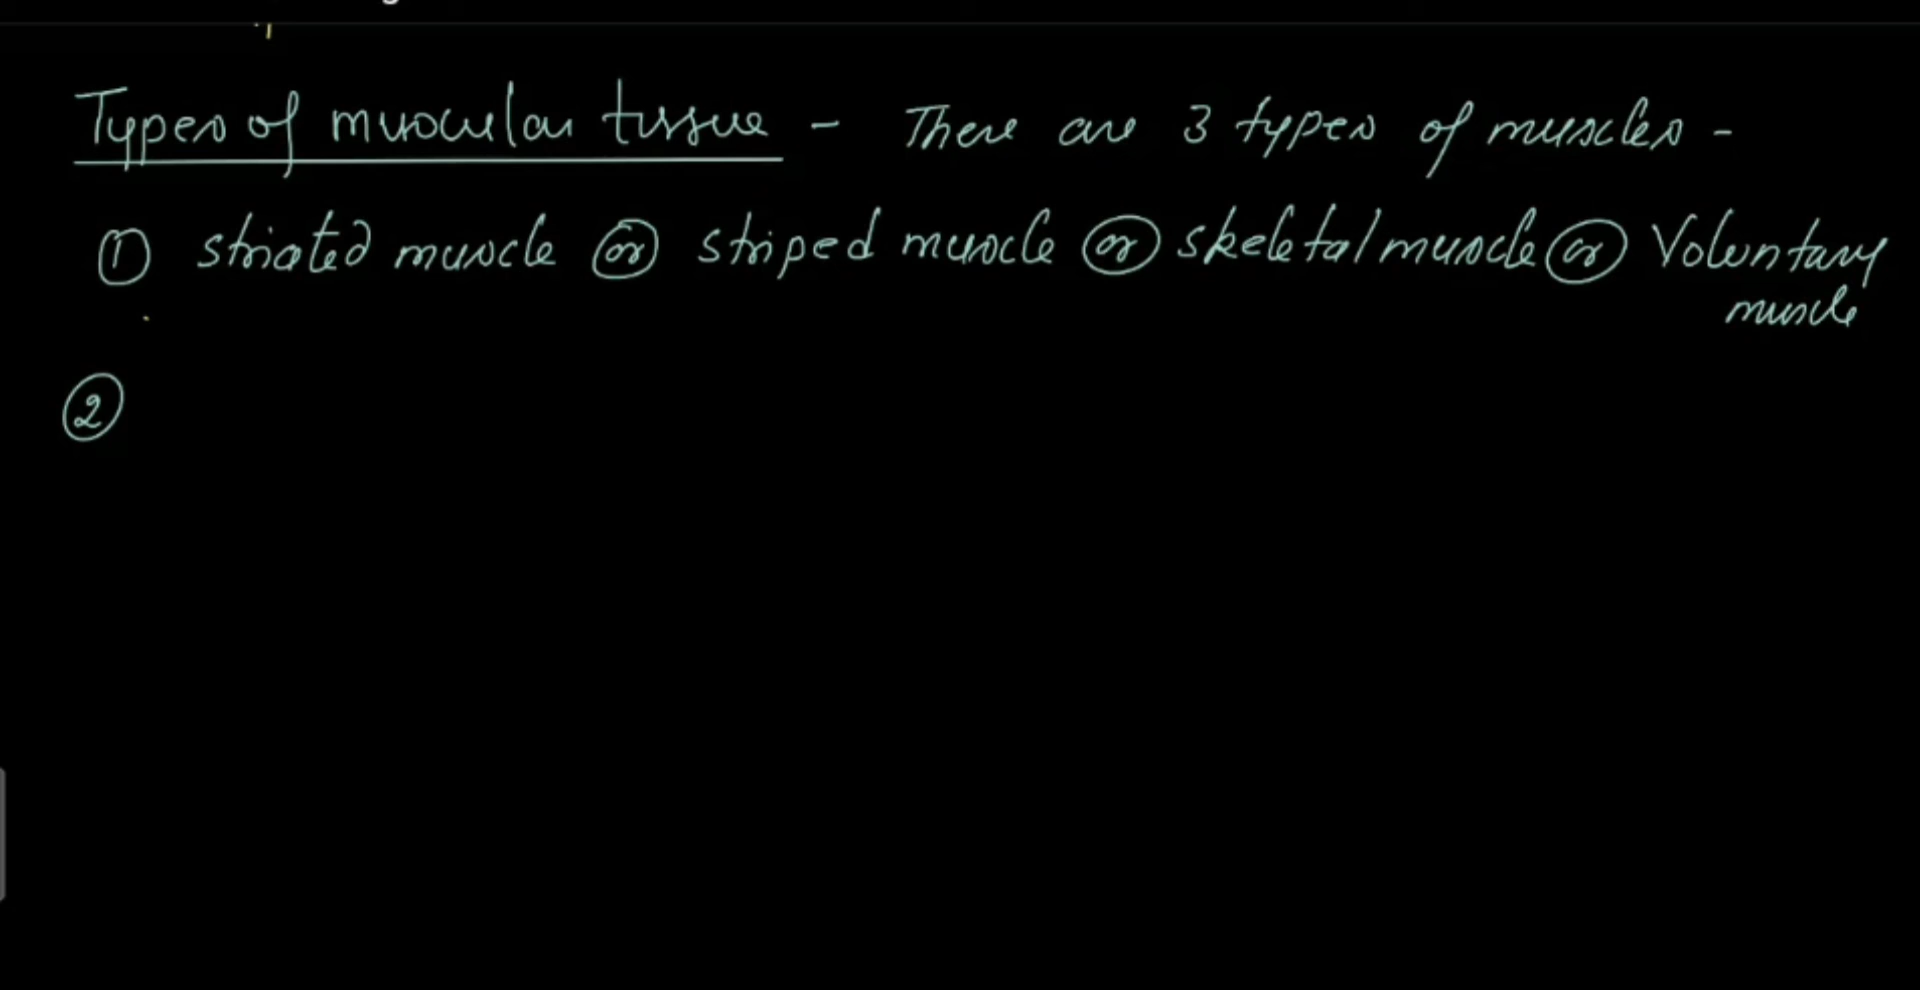 Types of muscular tissue - There are 3 types of muscles -
① striated muscle or striped muscle or skeletal muscle or Voluntary
muscle
②